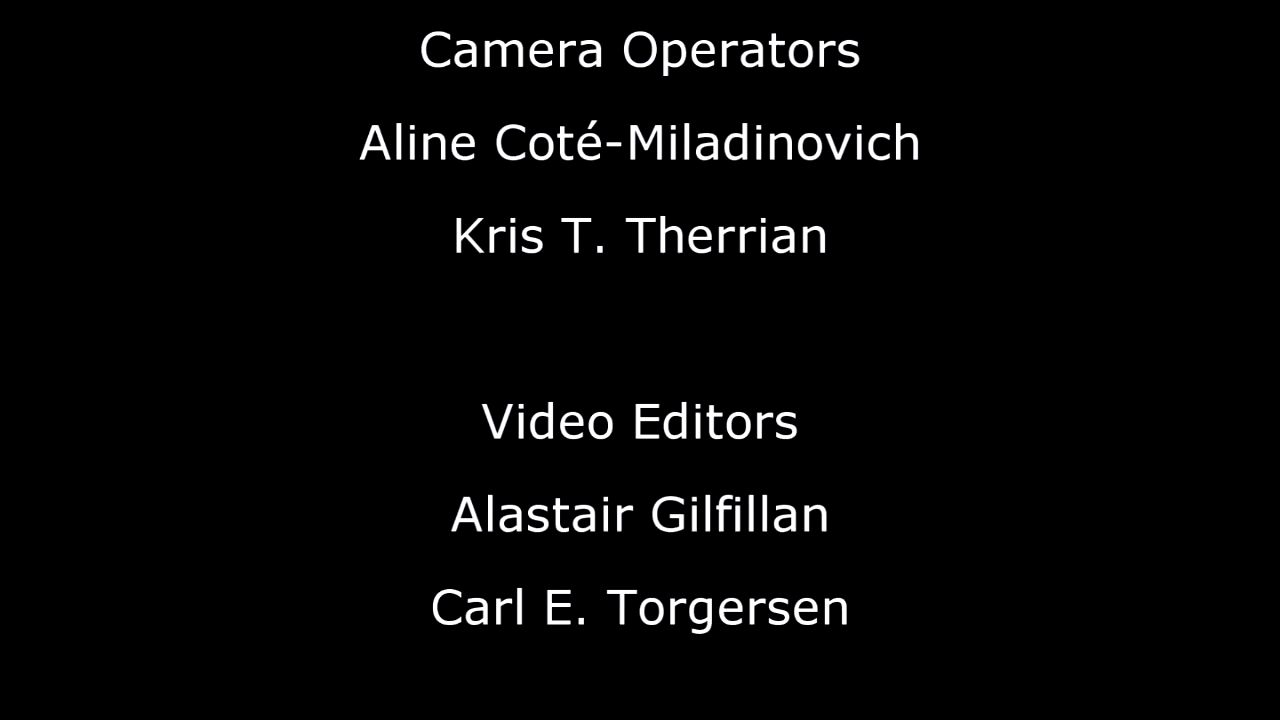 Camera Operators
Aline Coté-Miladinovich
Kris T. Therrian
Video Editors
Alastair Gilfillan
Carl E. Torgersen